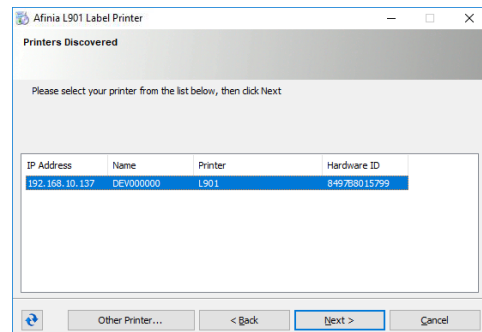 Afinia L901 Label Printer
Printers Discovered
Please select your printer from the list below, then click Next
IP Address Name Printer Hardware ID
192.168.10.137 DEV000000 L901 8497B8015799
Other Printer... < Back Next > Cancel